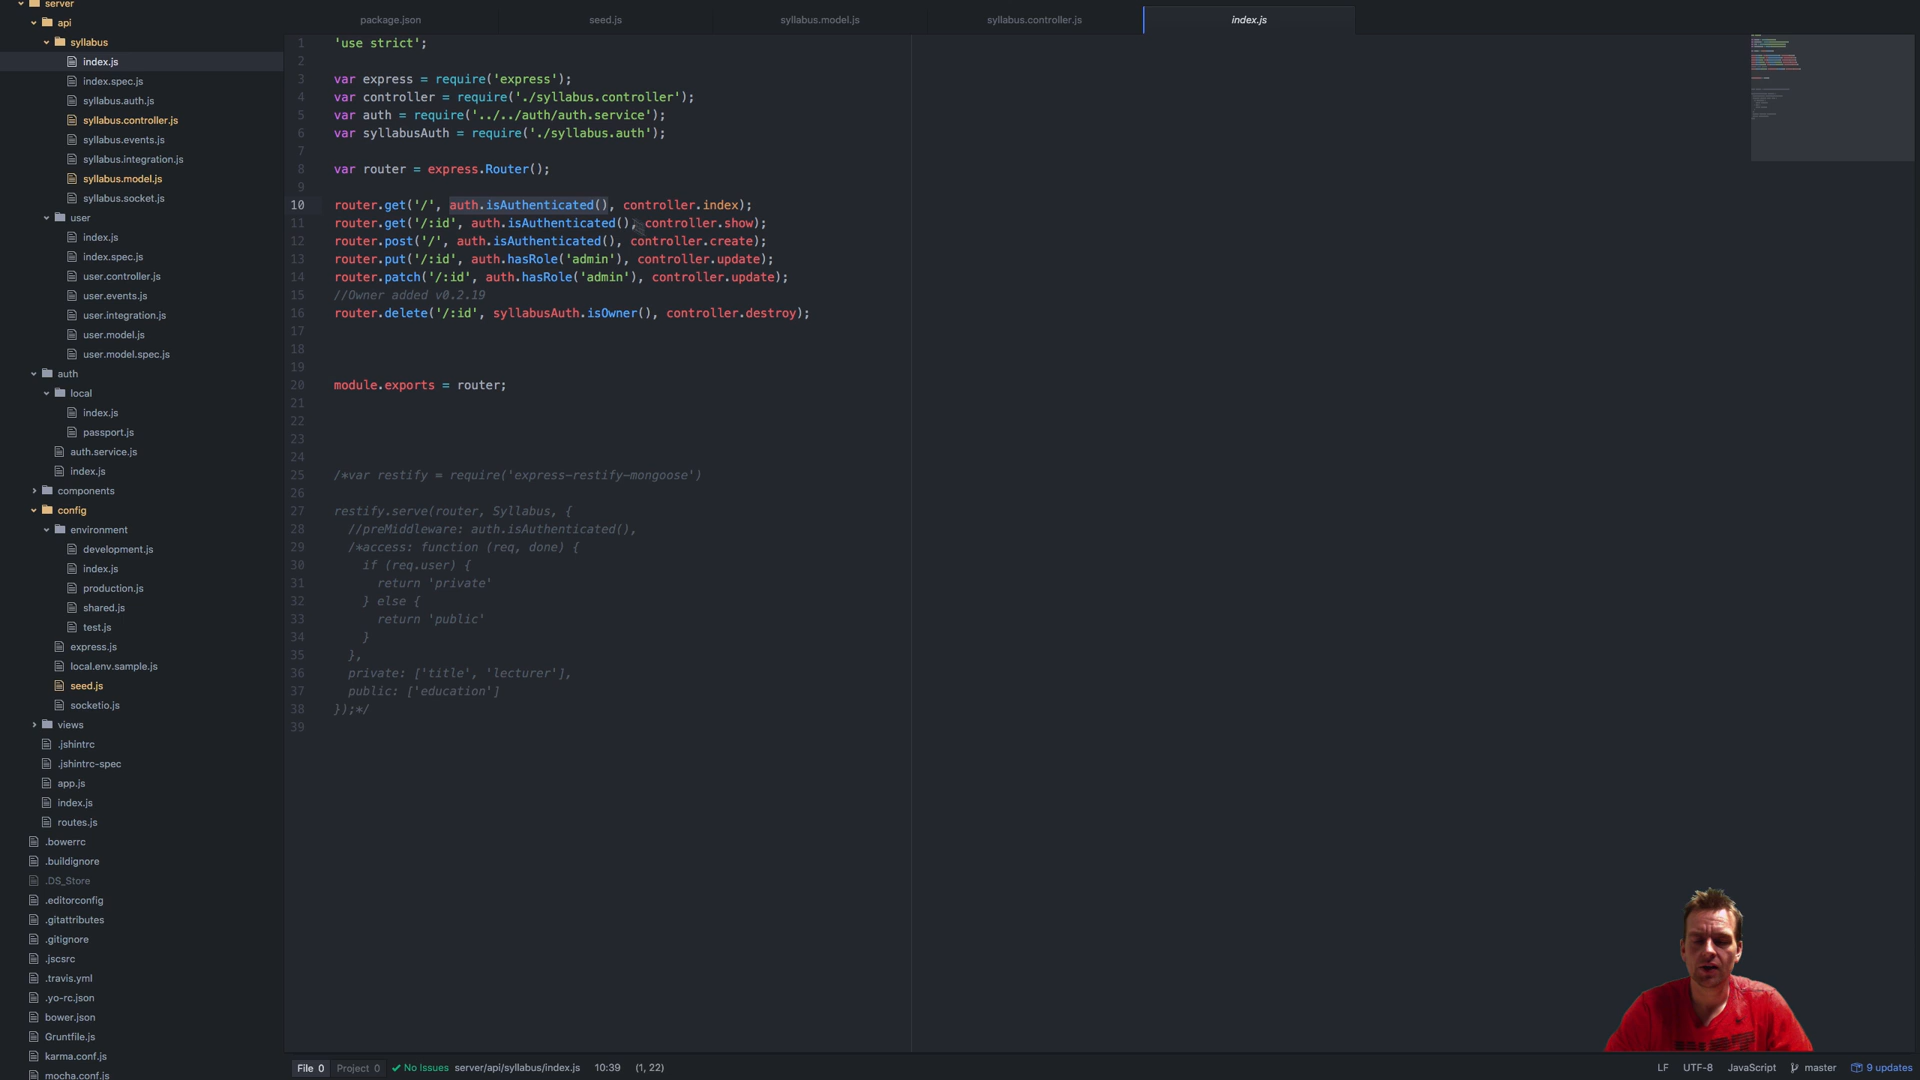 server
api
syllabus
index.js
index.spec.js
syllabus.auth.js
syllabus.controller.js
syllabus.events.js
syllabus.integration.js
syllabus.model.js
syllabus.socket.js
user
index.js
index.spec.js
user.controller.js
user.events.js
user.integration.js
user.model.js
user.model.spec.js
auth
local
index.js
passport.js
auth.service.js
index.js
components
config
environment
development.js
index.js
production.js
shared.js
test.js
express.js
local.env.sample.js
seed.js
socketio.js
views
.jshintrc
.jshintrc-spec
app.js
index.js
routes.js
.bowerrc
.buildignore
.DS_Store
.editorconfig
.gitattributes
.gitignore
.jscsrc
.travis.yml
.yo-rc.json
bower.json
Gruntfile.js
karma.conf.js
mocha.conf.js
package.json seed.js syllabus.model.js syllabus.controller.js index.js
1 'use strict';
2
3 var express = require('express');
4 var controller = require('./syllabus.controller');
5 var auth = require('../../auth/auth.service');
6 var syllabusAuth = require('./syllabus.auth');
7
8 var router = express.Router();
9
10 router.get('/', auth.isAuthenticated(), controller.index);
11 router.get('/:id', auth.isAuthenticated(), controller.show);
12 router.post('/', auth.isAuthenticated(), controller.create);
13 router.put('/:id', auth.hasRole('admin'), controller.update);
14 router.patch('/:id', auth.hasRole('admin'), controller.update);
15 //Owner added v0.2.19
16 router.delete('/:id', syllabusAuth.isOwner(), controller.destroy);
17
18
19
20 module.exports = router;
21
22
23
24
25 /*var restify = require('express-restify-mongoose')
26
27 restify.serve(router, Syllabus, {
28 //preMiddleware: auth.isAuthenticated(),
29 /*access: function (req, done) {
30 if (req.user) {
31 return 'private'
32 } else {
33 return 'public'
34 }
35 },
36 private: ['title', 'lecturer'],
37 public: ['education']
38 });*/
39
File 0 Project 0 No Issues server/api/syllabus/index.js 10:39 (1, 22) LF UTF-8 JavaScript master 9 updates